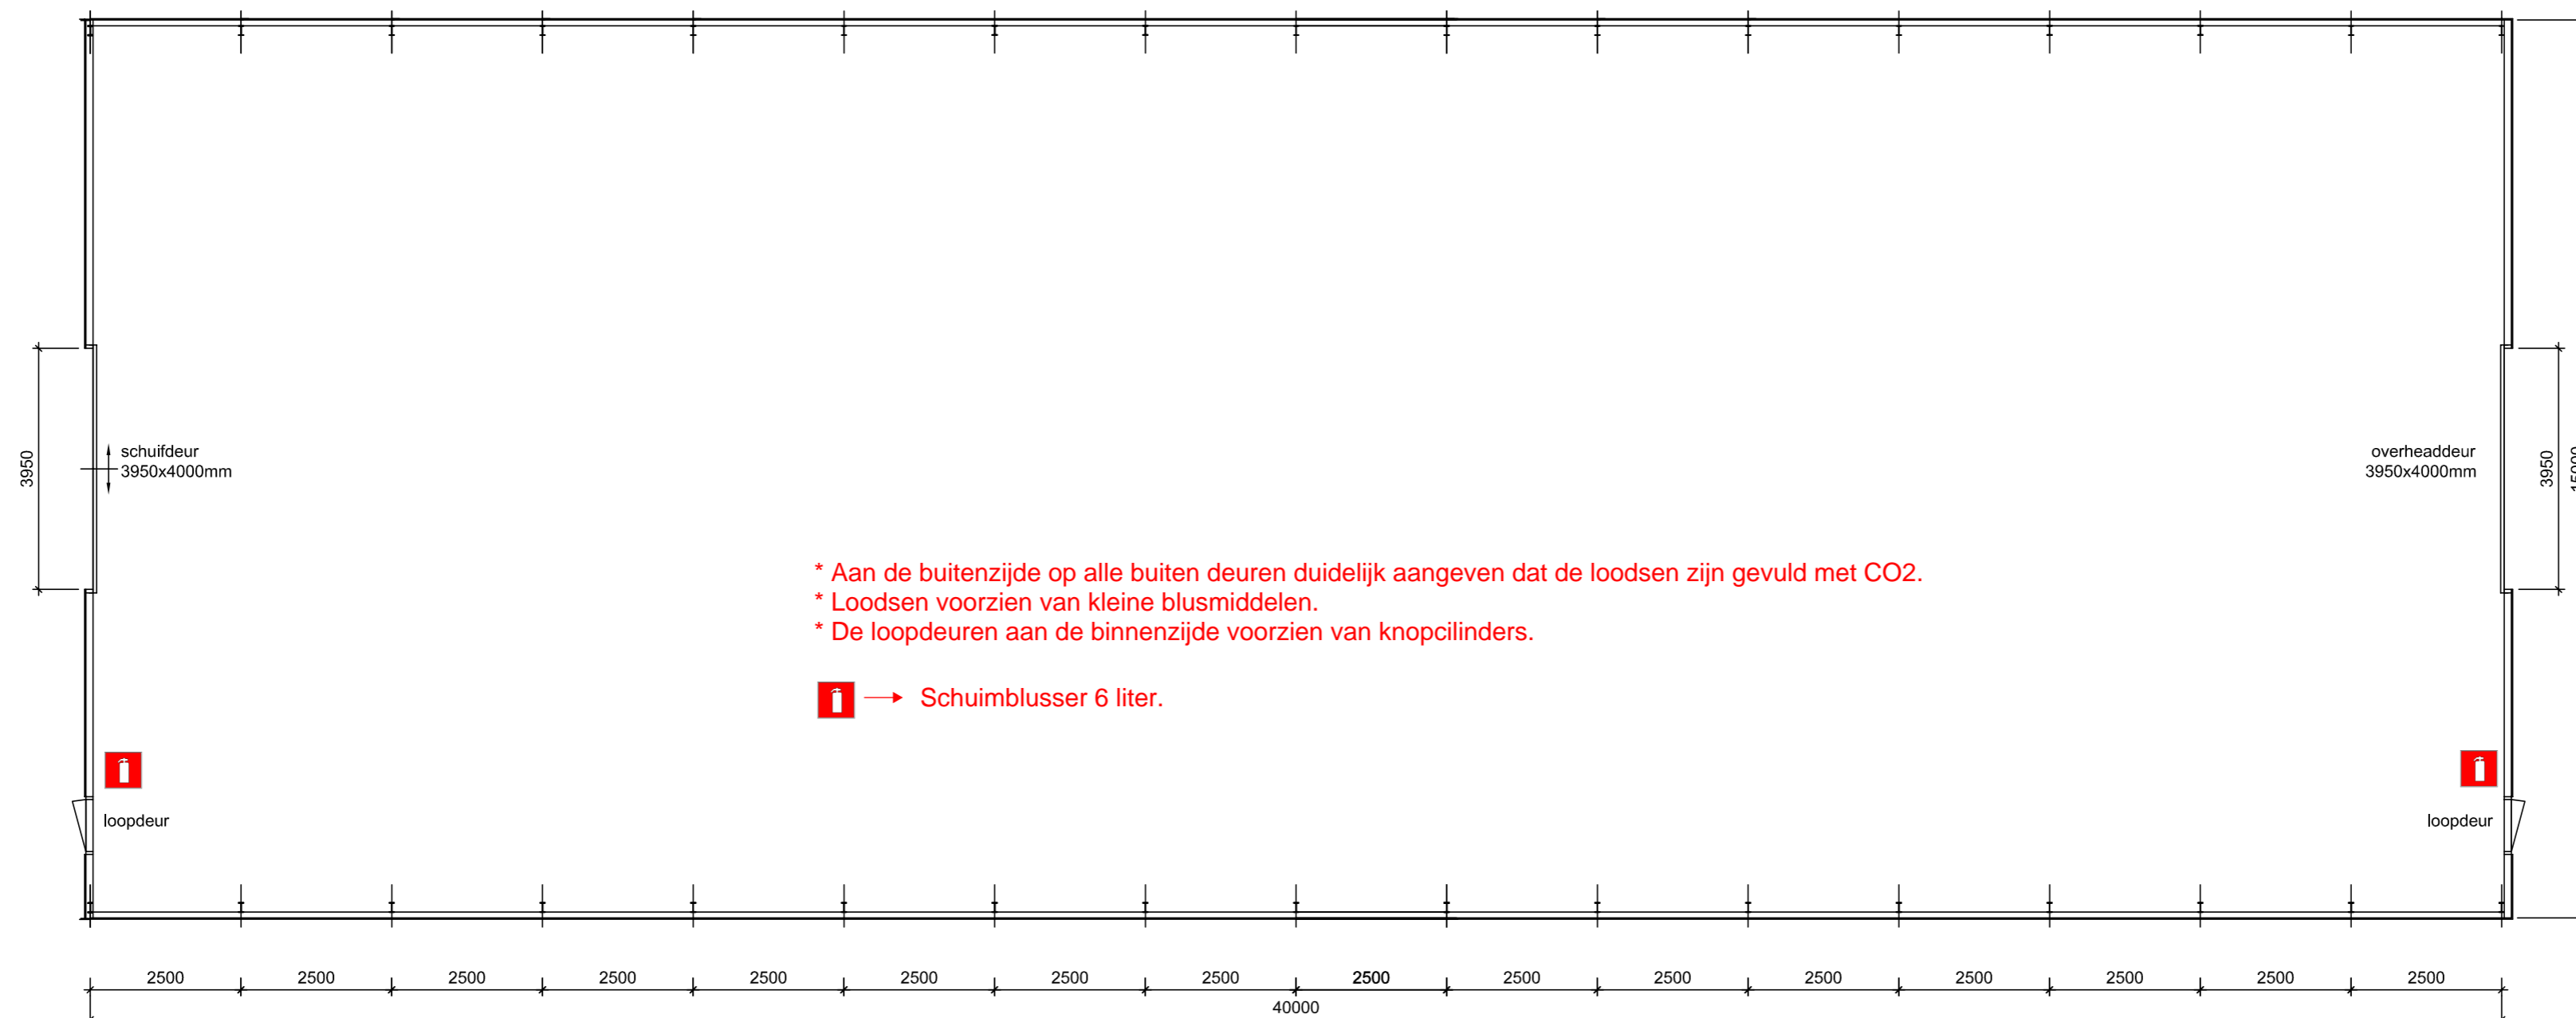 schuifdeur
3950x4000mm
overheaddeur
3950x4000mm
3950
3950
15000
* Aan de buitenzijde op alle buiten deuren duidelijk aangeven dat de loodsen zijn gevuld met CO2.
* Loodsen voorzien van kleine blusmiddelen.
* De loopdeuren aan de binnenzijde voorzien van knopcilinders.
Schuimblusser 6 liter.
loopdeur
loopdeur
2500 2500 2500 2500 2500 2500 2500 2500 2500 2500 2500 2500 2500 2500 2500 2500
40000